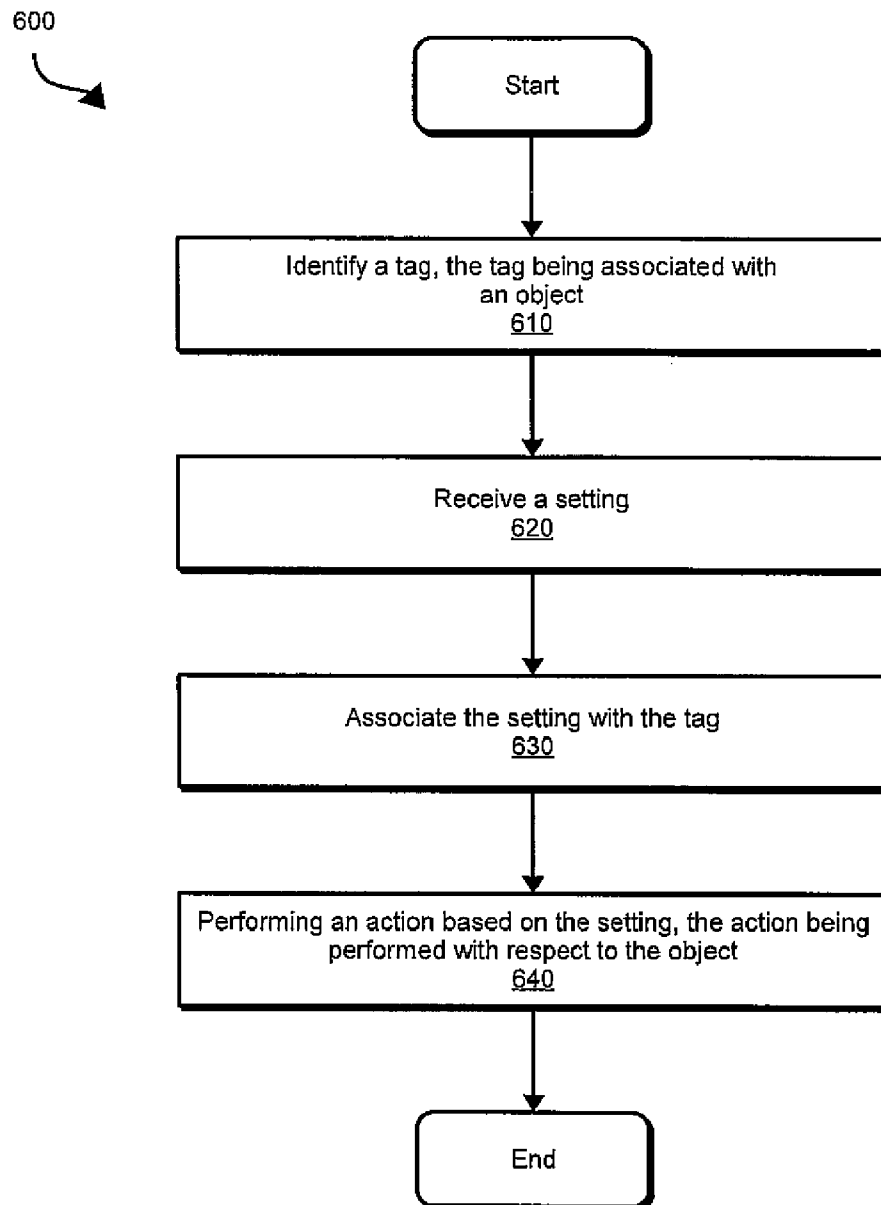 600
Start
Identify a tag, the tag being associated with
an object
610
Receive a setting
620
Associate the setting with the tag
630
Performing an action based on the setting, the action being
performed with respect to the object
640
End